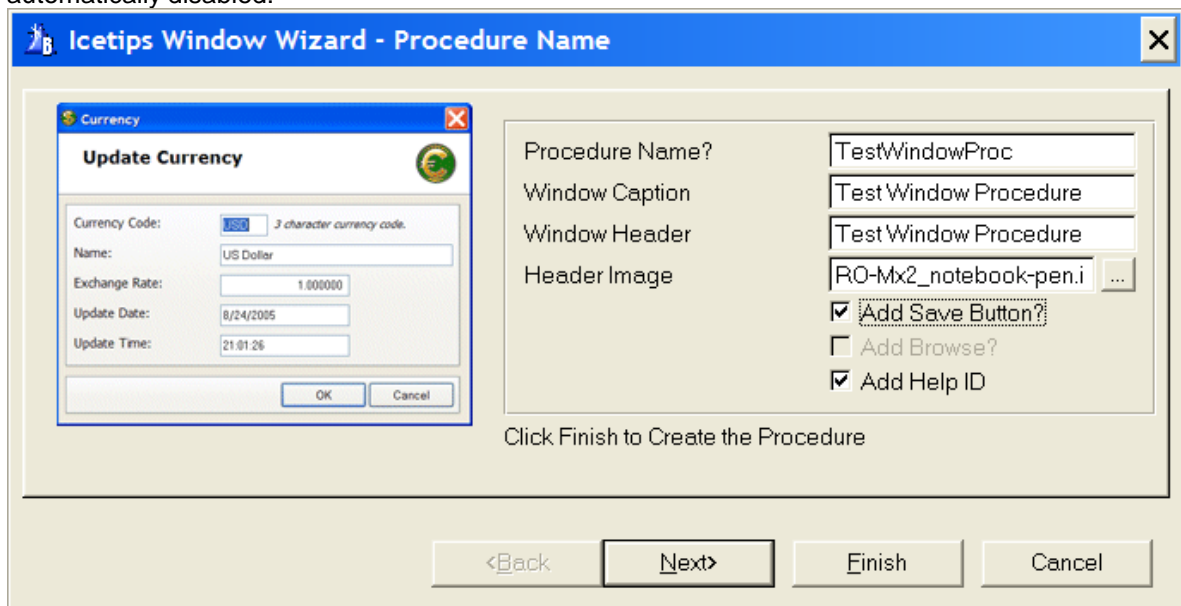 automatically disabled.
Icetips Window Wizard - Procedure Name
Currency
Update Currency
Currency Code: USD 3 character currency code.
Name: US Dollar
Exchange Rate: 1.000000
Update Date: 8/24/2005
Update Time: 21:01:26
OK Cancel
Procedure Name? TestWindowProc
Window Caption Test Window Procedure
Window Header Test Window Procedure
Header Image RO-Mx2_notebook-pen.i ...
Add Save Button?
Add Browse?
Add Help ID
Click Finish to Create the Procedure
<Back Next> Finish Cancel